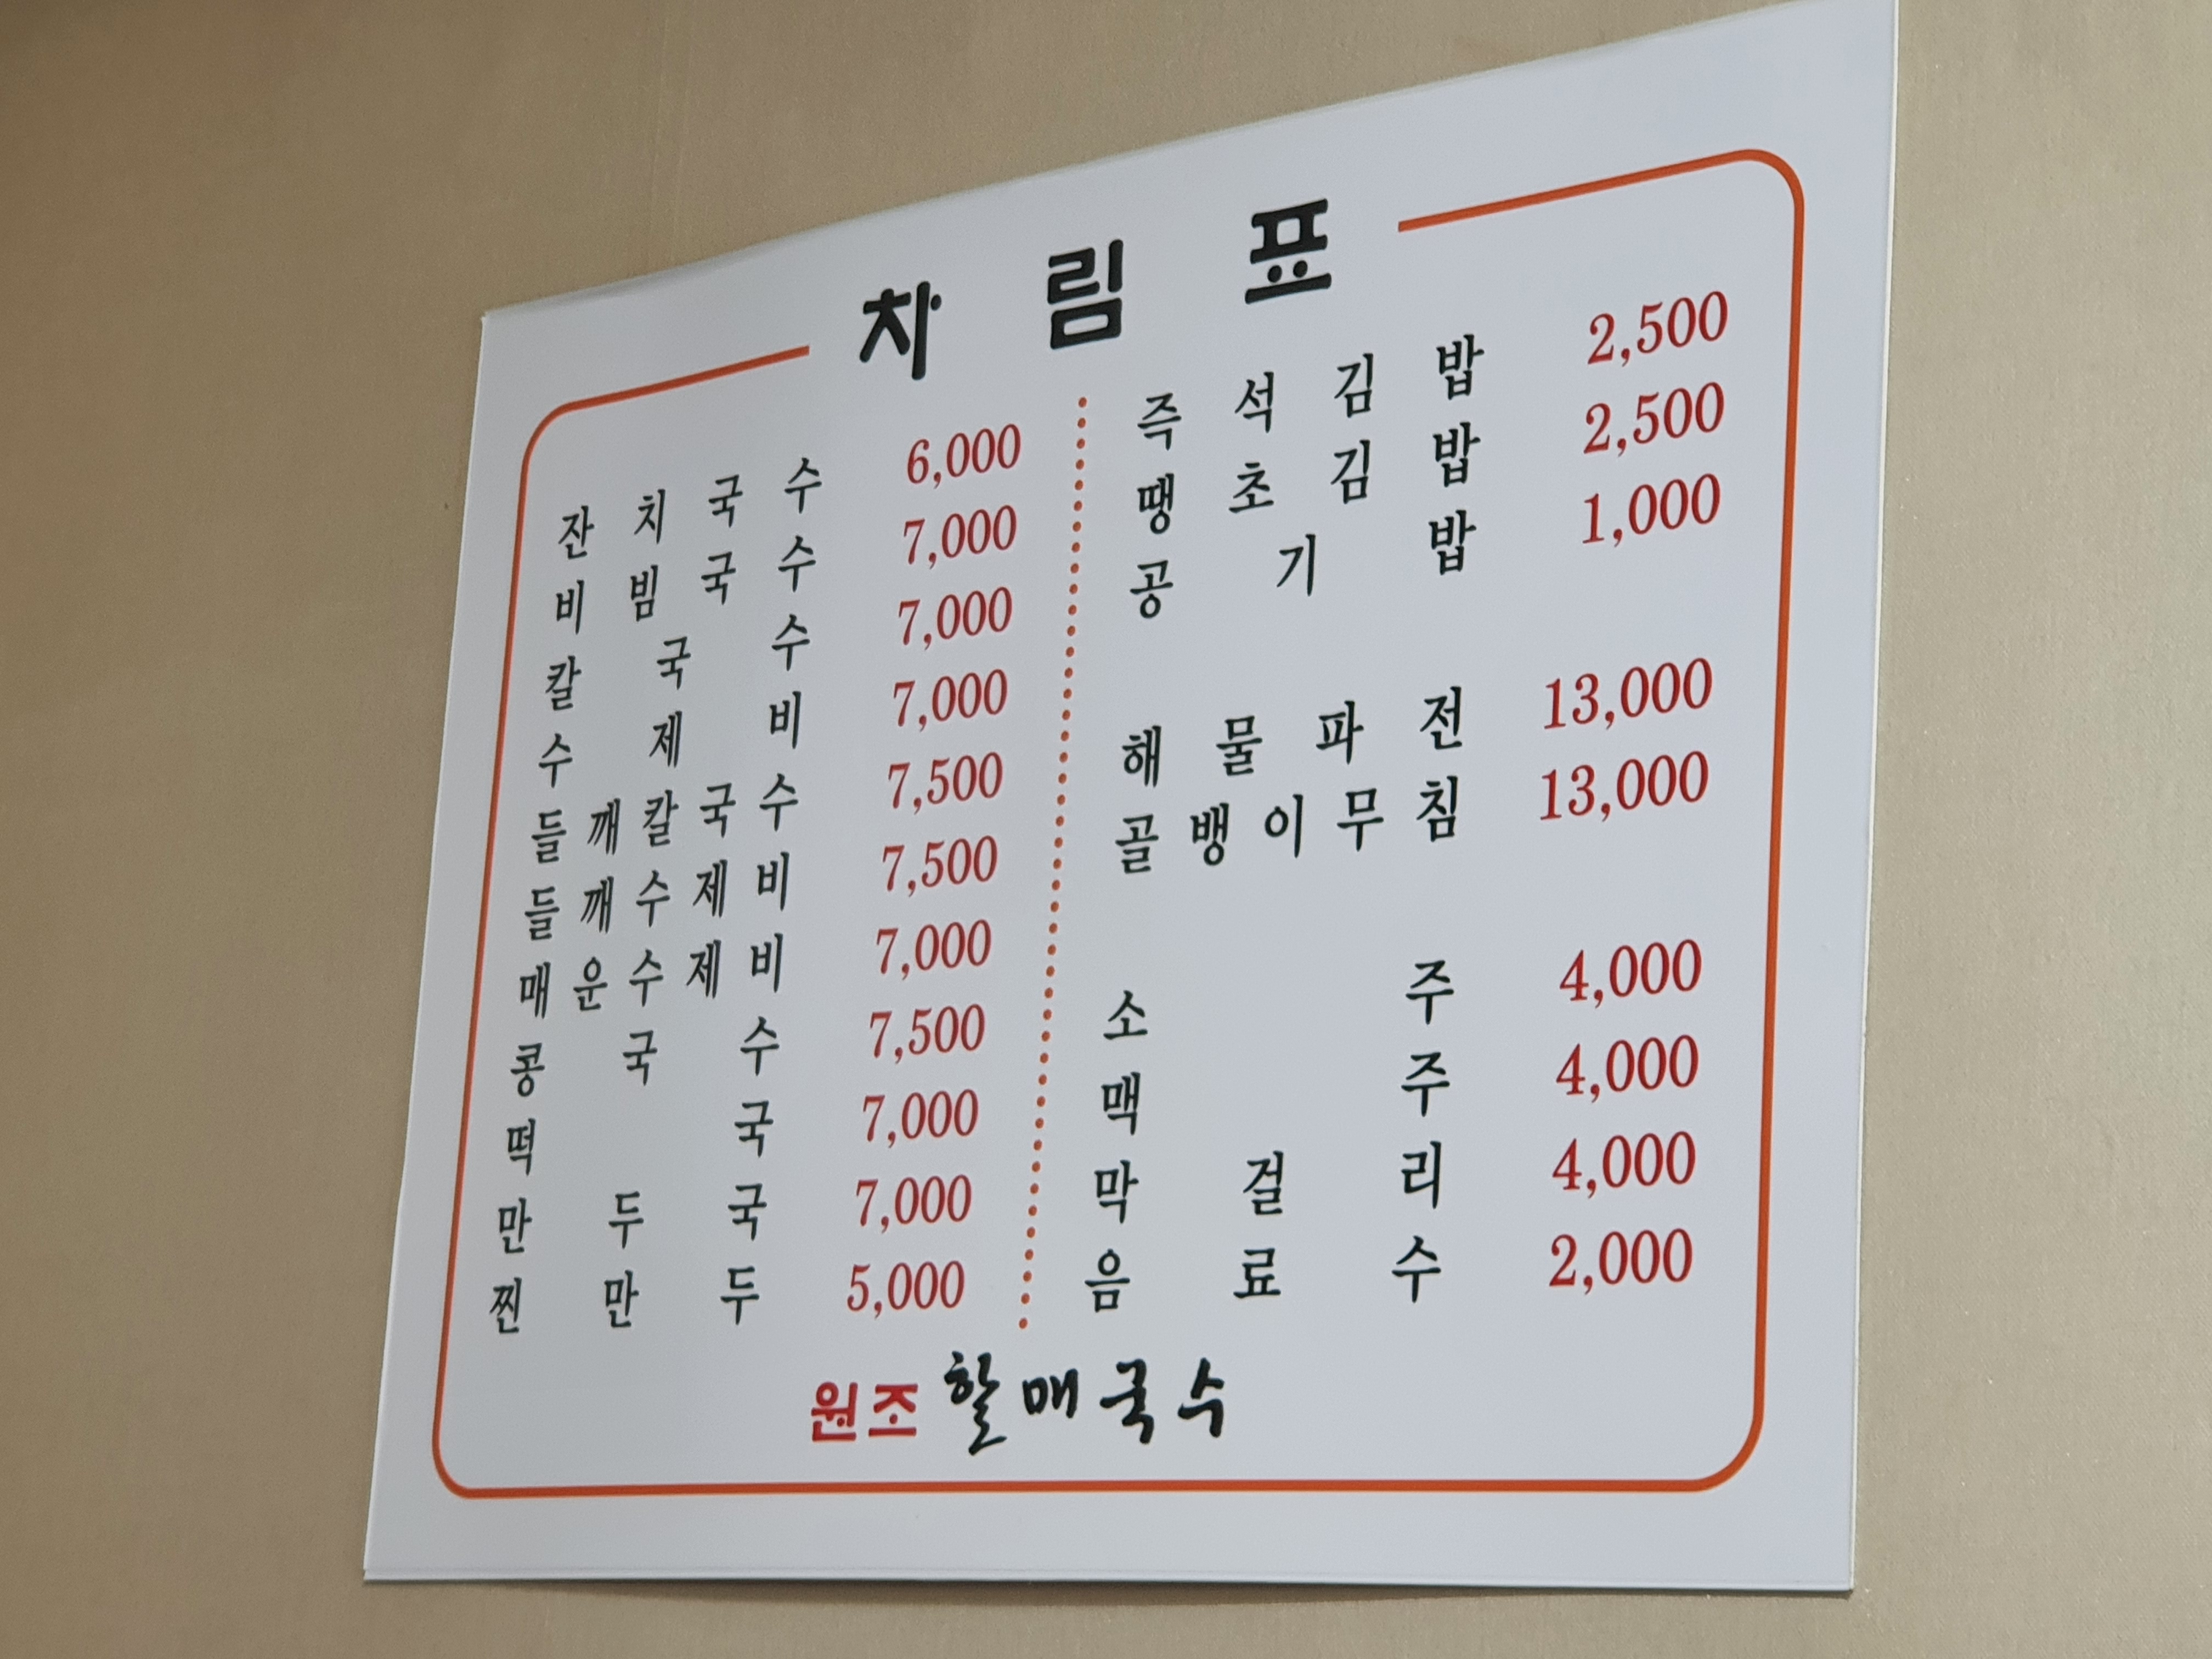 차림표
잔치국수 6,000
비빔국수 7,000
칼국수 7,000
수제비 7,000
들깨칼국수 7,500
들깨수제비 7,500
매운수제비 7,000
콩국수 7,500
떡국 7,000
만두국 7,000
찐만두 5,000
즉석김밥 2,500
땡초김밥 2,500
공기밥 1,000
해물파전 13,000
골뱅이무침 13,000
소주 4,000
맥주 4,000
막걸리 4,000
음료수 2,000
원조할매국수